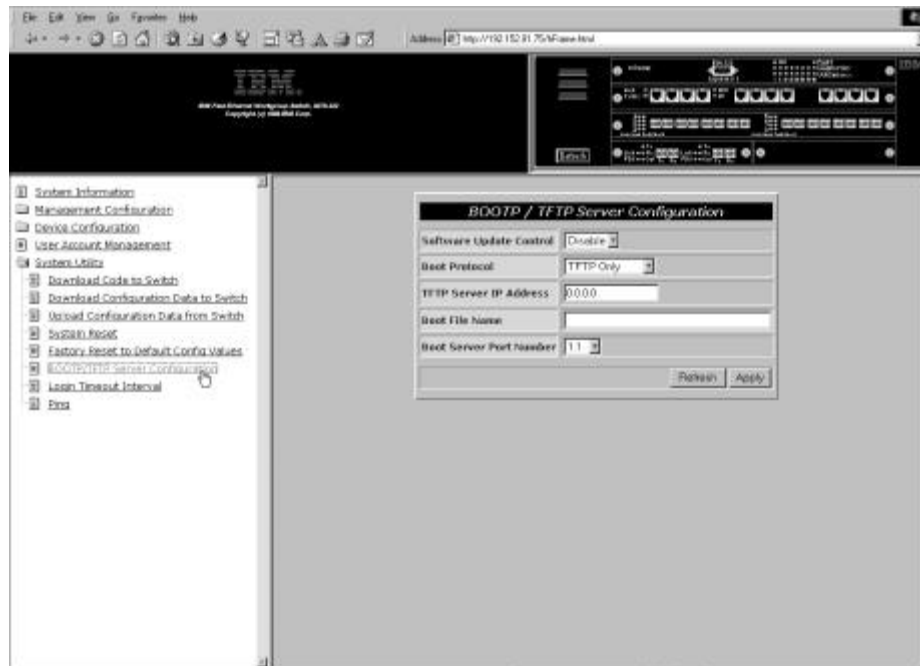 File Edit View Go Favorites Help
Address
IBM
System Information
Management Configuration
Device Configuration
User Account Management
System Utility
Download Code to Switch
Download Configuration Data to Switch
Upload Configuration Data from Switch
System Reset
Factory Reset to Default Config Values
BOOTP/TFTP Server Configuration
Login Timeout Interval
Ping
Detach
BOOTP / TFTP Server Configuration
Software Update Control Disable
Boot Protocol TFTP Only
TFTP Server IP Address 0.0.0.0
Boot File Name
Boot Server Port Number 1.1
Refresh Apply